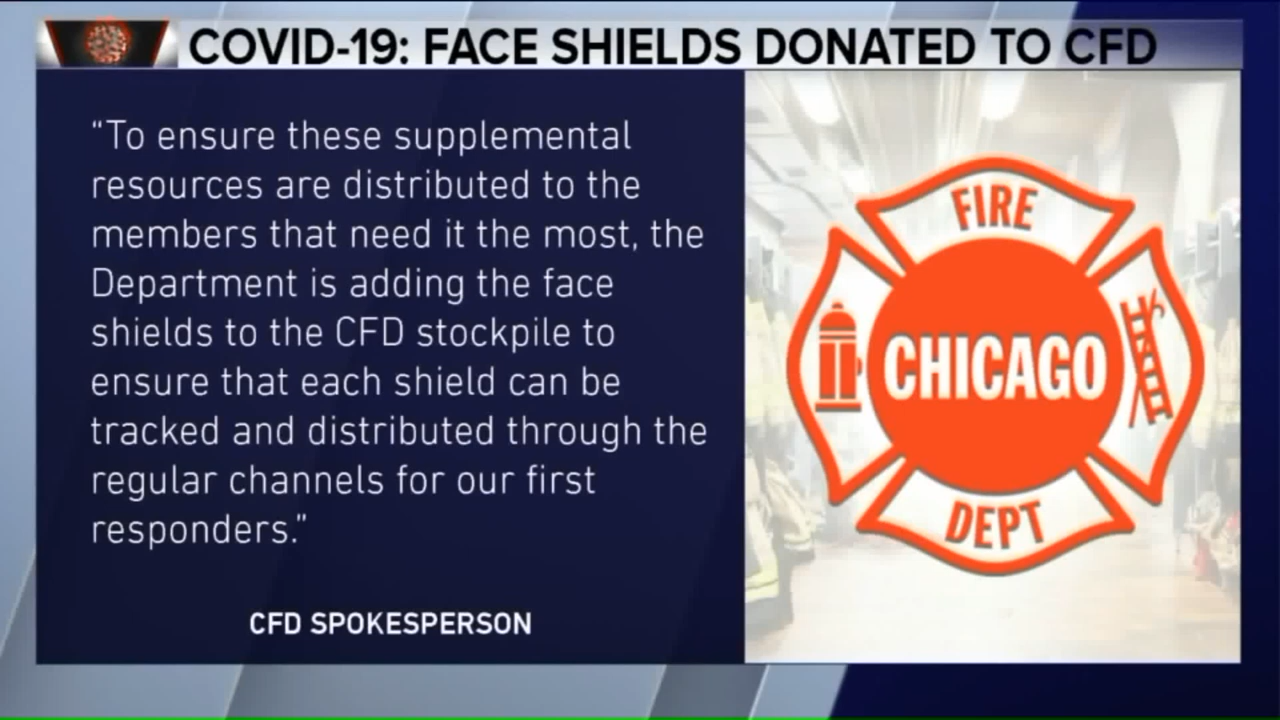 COVID-19: FACE SHIELDS DONATED TO CFD
“To ensure these supplemental
resources are distributed to the
members that need it the most, the
Department is adding the face
shields to the CFD stockpile to
ensure that each shield can be
tracked and distributed through the
regular channels for our first
responders.”
CFD SPOKESPERSON
FIRE
CHICAGO
DEPT